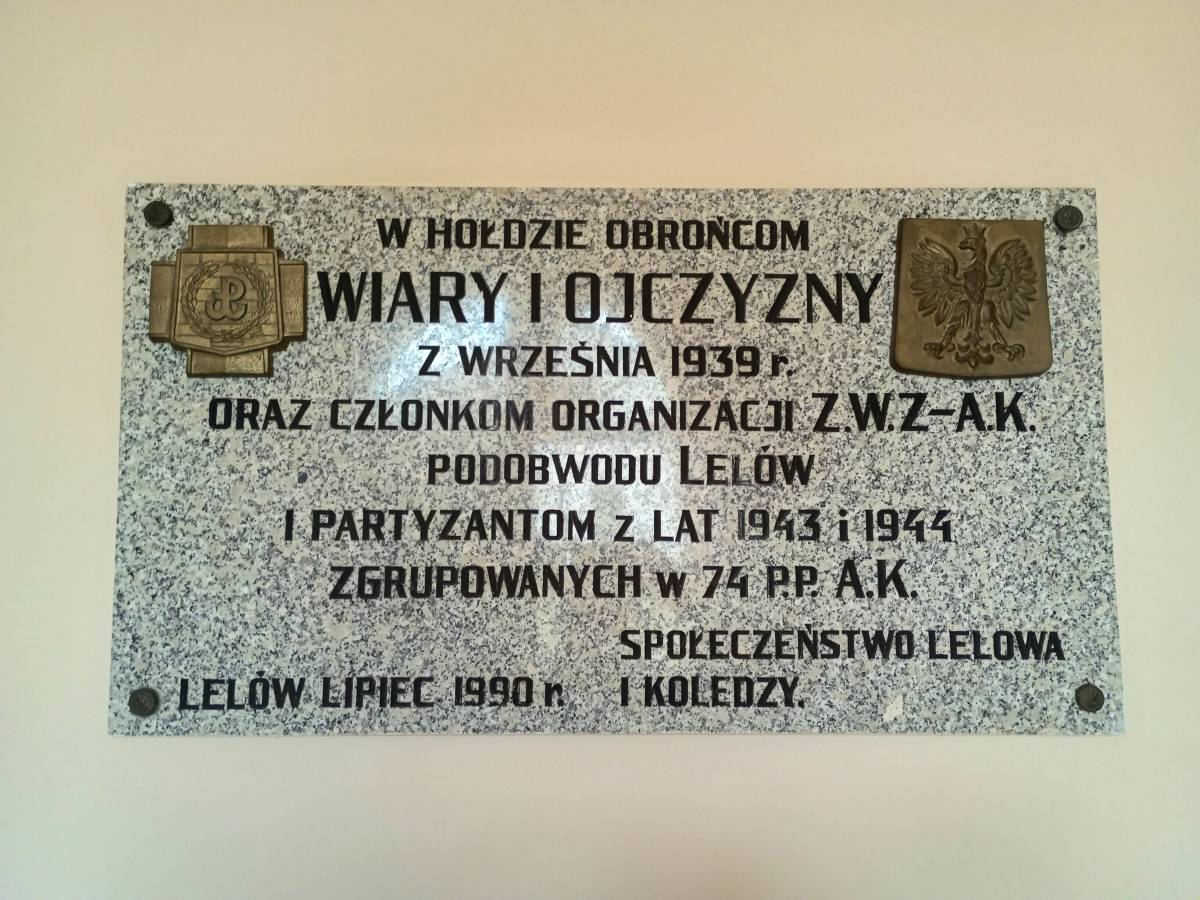 W HOŁDZIE OBROŃCOM
WIARY I OJCZYZNY
Z WRZEŚNIA 1939 r.
ORAZ CZŁONKOM ORGANIZACJI Z.W.Z-A.K.
PODOBWODU LELÓW
I PARTYZANTOM z LAT 1943 i 1944
ZGRUPOWANYCH w 74 P.P. A.K.
SPOŁECZEŃSTWO LELOWA
I KOLEDZY.
LELÓW LIPIEC 1990 r.